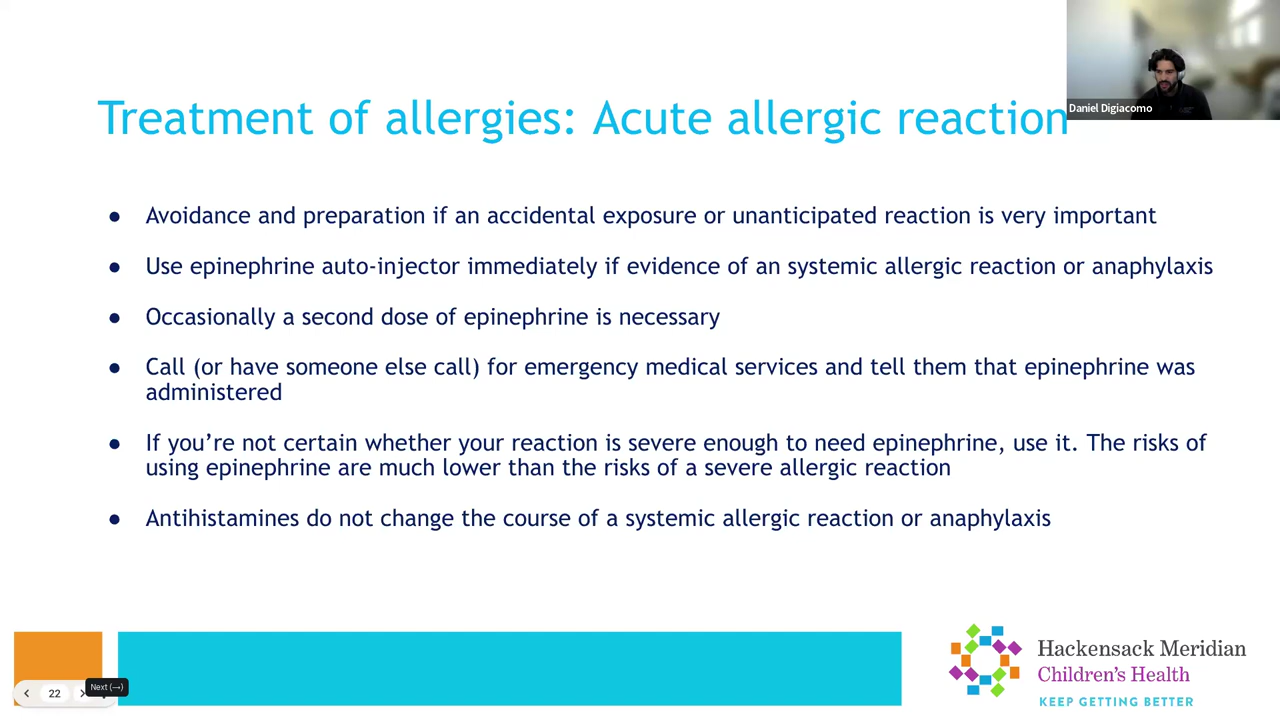 Daniel Digiacomo
Treatment of allergies: Acute allergic reaction
● Avoidance and preparation if an accidental exposure or unanticipated reaction is very important
● Use epinephrine auto-injector immediately if evidence of an systemic allergic reaction or anaphylaxis
● Occasionally a second dose of epinephrine is necessary
● Call (or have someone else call) for emergency medical services and tell them that epinephrine was
administered
● If you’re not certain whether your reaction is severe enough to need epinephrine, use it. The risks of
using epinephrine are much lower than the risks of a severe allergic reaction
● Antihistamines do not change the course of a systemic allergic reaction or anaphylaxis
22
Next (→)
Hackensack Meridian
Children’s Health
KEEP GETTING BETTER